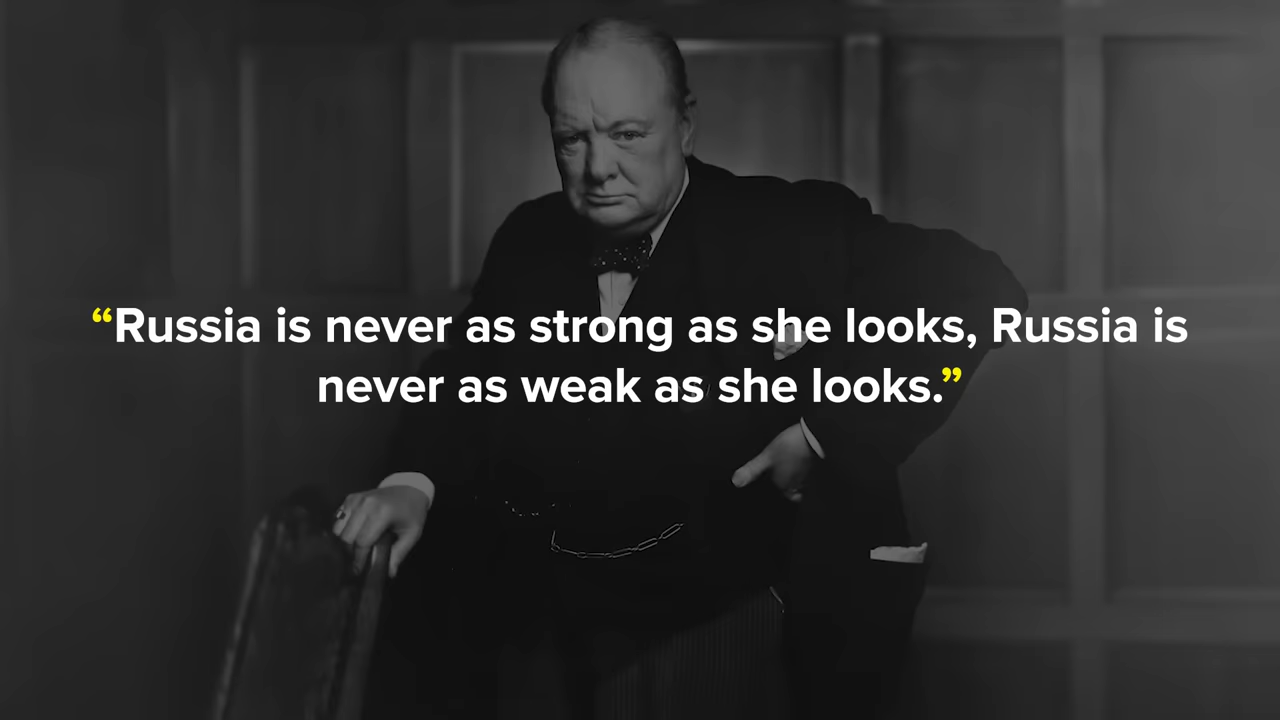 “Russia is never as strong as she looks, Russia is
never as weak as she looks.”